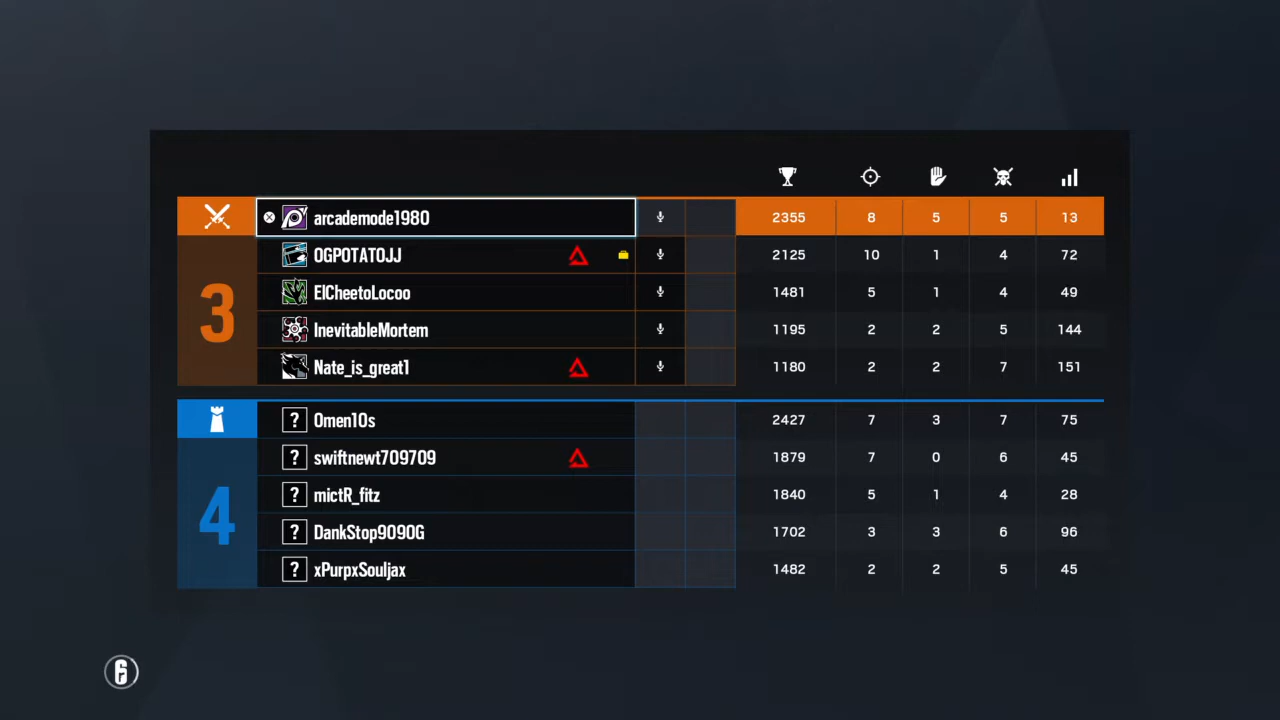 arcademode1980 2355 8 5 5 13
OGPOTATOJJ 2125 10 1 4 72
3 ElCheetoLocoo 1481 5 1 4 49
InevitableMortem 1195 2 2 5 144
Nate_is_great1 1180 2 2 7 151
? Omen10s 2427 7 3 7 75
? swiftnewt709709 1879 7 0 6 45
4 ? mictR_fitz 1840 5 1 4 28
? DankStop9090G 1702 3 3 6 96
? xPurpxSouljax 1482 2 2 5 45
6